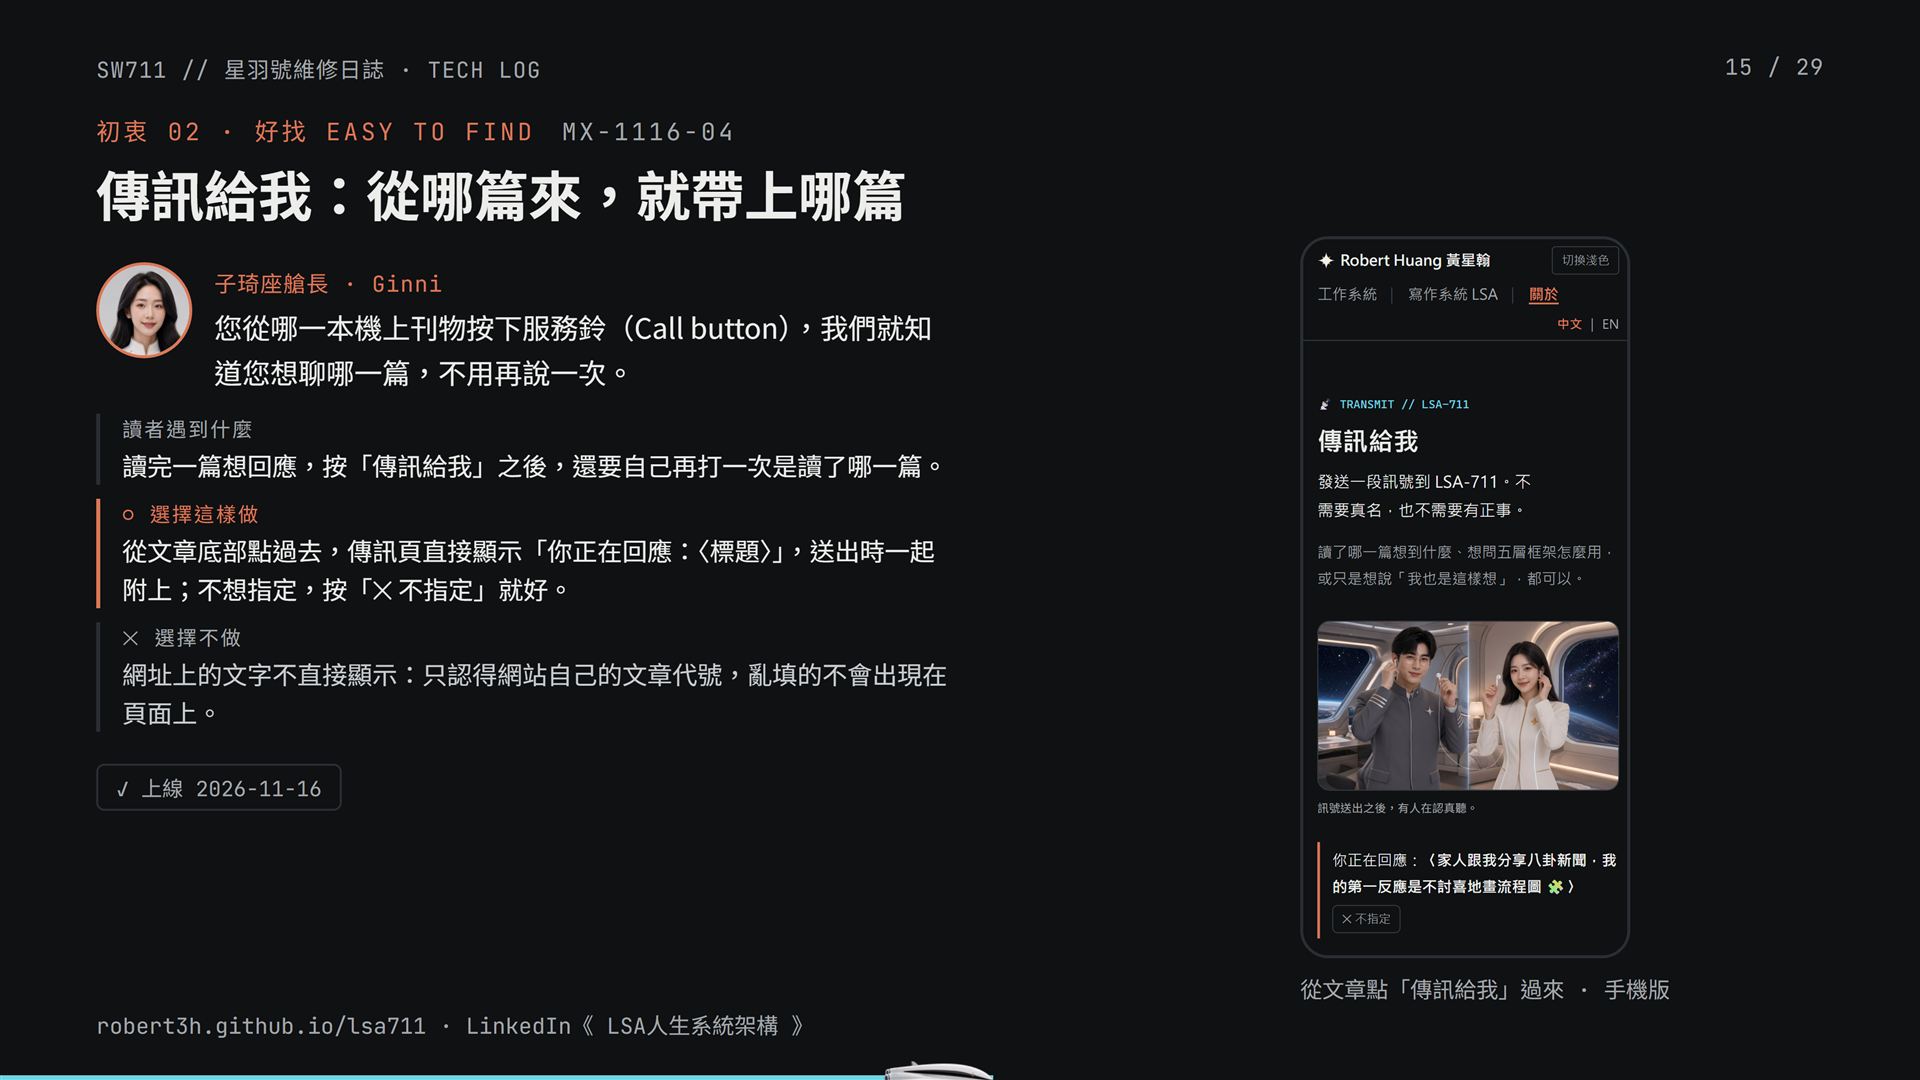 SW711 // 星羽號維修日誌 · TECH LOG
15 / 29
初衷 02 · 好找 EASY TO FIND MX-1116-04
傳訊給我：從哪篇來，就帶上哪篇
子琦座艙長 · Ginni
您從哪一本機上刊物按下服務鈴（Call button），我們就知
道您想聊哪一篇，不用再說一次。
讀者遇到什麼
讀完一篇想回應，按「傳訊給我」之後，還要自己再打一次是讀了哪一篇。
○ 選擇這樣做
從文章底部點過去，傳訊頁直接顯示「你正在回應：〈標題〉」，送出時一起
附上；不想指定，按「✕ 不指定」就好。
✕ 選擇不做
網址上的文字不直接顯示：只認得網站自己的文章代號，亂填的不會出現在
頁面上。
✓ 上線 2026-11-16
robert3h.github.io/lsa711 · LinkedIn《 LSA人生系統架構 》
Robert Huang 黃星翰
切換淺色
工作系統 | 寫作系統 LSA | 關於
中文 | EN
TRANSMIT // LSA-711
傳訊給我
發送一段訊號到 LSA-711。不
需要真名，也不需要有正事。
讀了哪一篇想到什麼、想問五層框架怎麼用，
或只是想說「我也是這樣想」，都可以。
訊號送出之後，有人在認真聽。
你正在回應：〈家人跟我分享八卦新聞，我
的第一反應是不討喜地畫流程圖 🧩〉
✕ 不指定
從文章點「傳訊給我」過來 · 手機版